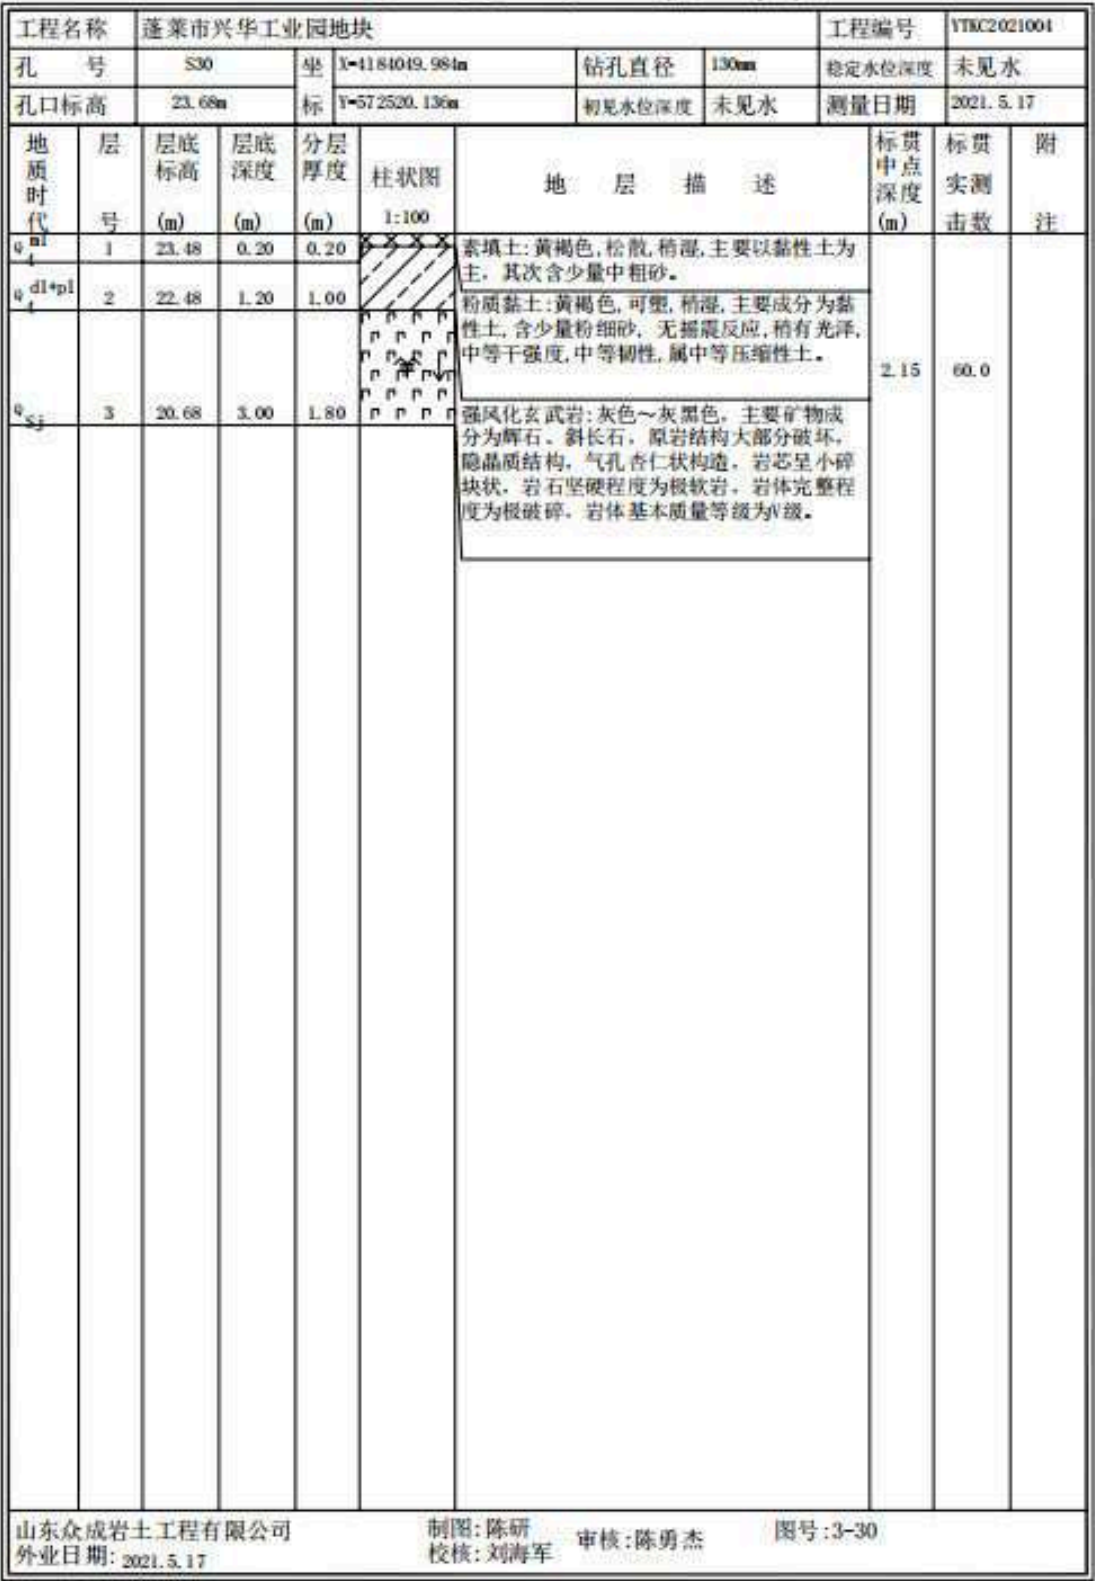 工程名称 蓬莱市兴华工业园地块 工程编号 YTKC2021004
孔 号 S30 坐 X=4184049.984m 钻孔直径 130mm 稳定水位深度 未见水
孔口标高 23.68m 标 Y=572520.136m 初见水位深度 未见水 测量日期 2021.5.17
地质时代 层号 层底标高(m) 层底深度(m) 分层厚度(m) 柱状图 1:100 地 层 描 述 标贯中点深度(m) 标贯实测击数 附注
Q4 ml 1 23.48 0.20 0.20 素填土:黄褐色,松散,稍湿,主要以黏性土为
主，其次含少量中粗砂。
Q4 dl+pl 2 22.48 1.20 1.00 粉质黏土:黄褐色,可塑,稍湿,主要成分为黏
性土,含少量粉细砂, 无摇震反应,稍有光泽,
中等干强度,中等韧性,属中等压缩性土。
2.15 60.0
QSj 3 20.68 3.00 1.80 强风化玄武岩:灰色～灰黑色，主要矿物成
分为辉石、斜长石，原岩结构大部分破坏，
隐晶质结构，气孔杏仁状构造，岩芯呈小碎
块状，岩石坚硬程度为极软岩，岩体完整程
度为极破碎，岩体基本质量等级为V级。
山东众成岩土工程有限公司 制图:陈研 审核:陈勇杰 图号:3-30
外业日期: 2021.5.17 校核:刘海军